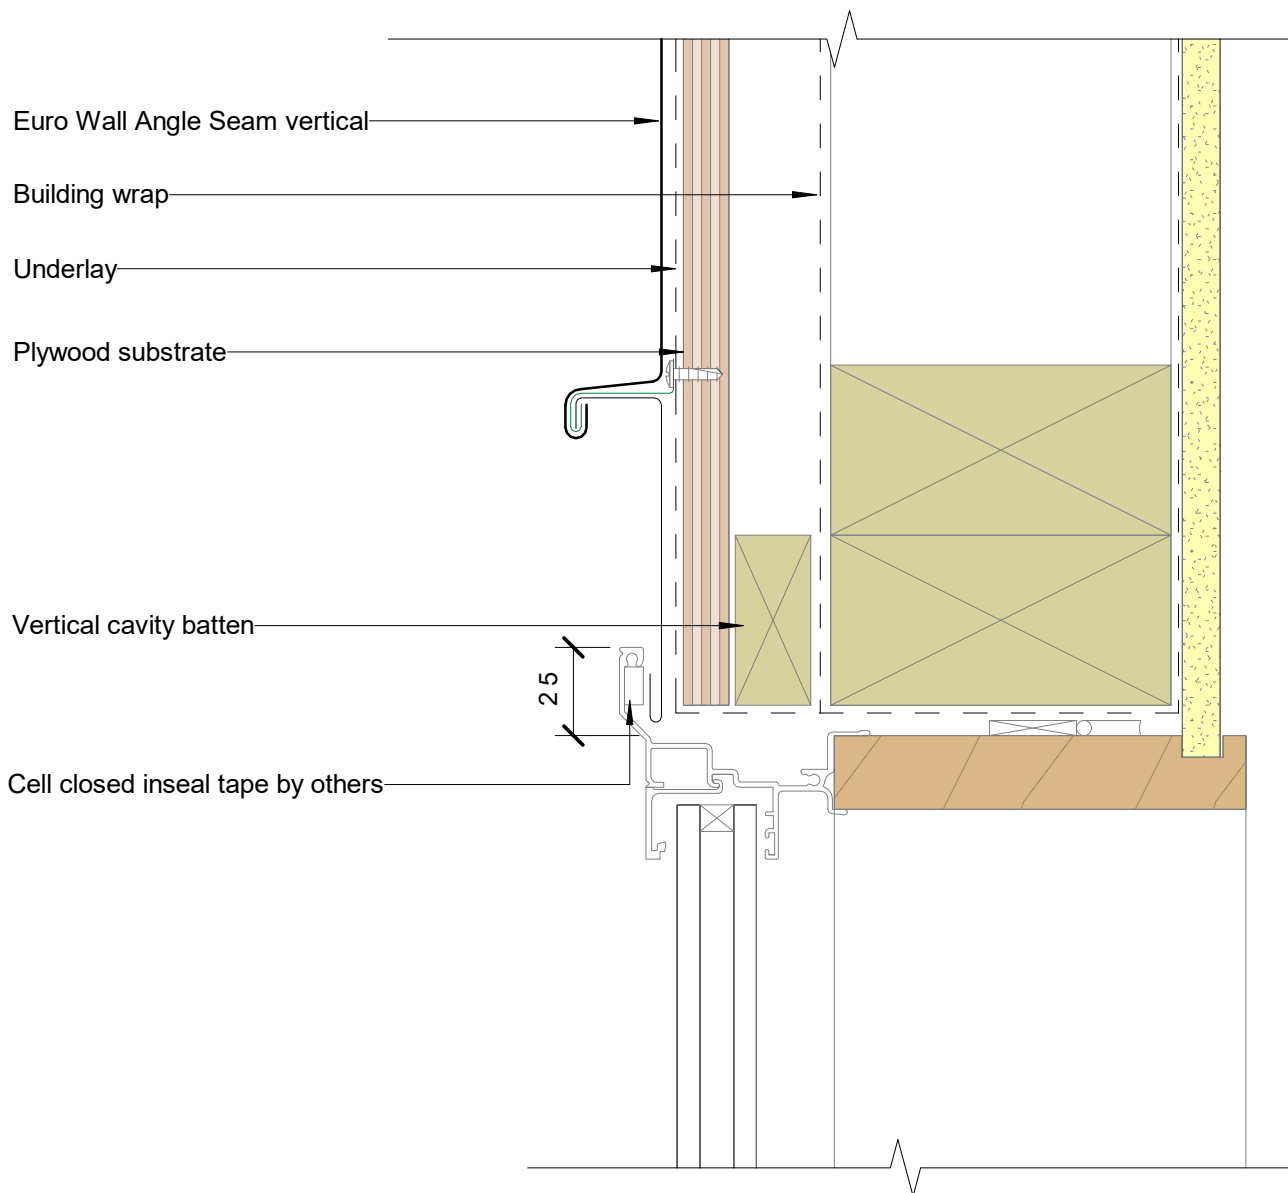 Euro Wall Angle Seam vertical
Building wrap
Underlay
Plywood substrate
Vertical cavity batten
25
Cell closed inseal tape by others